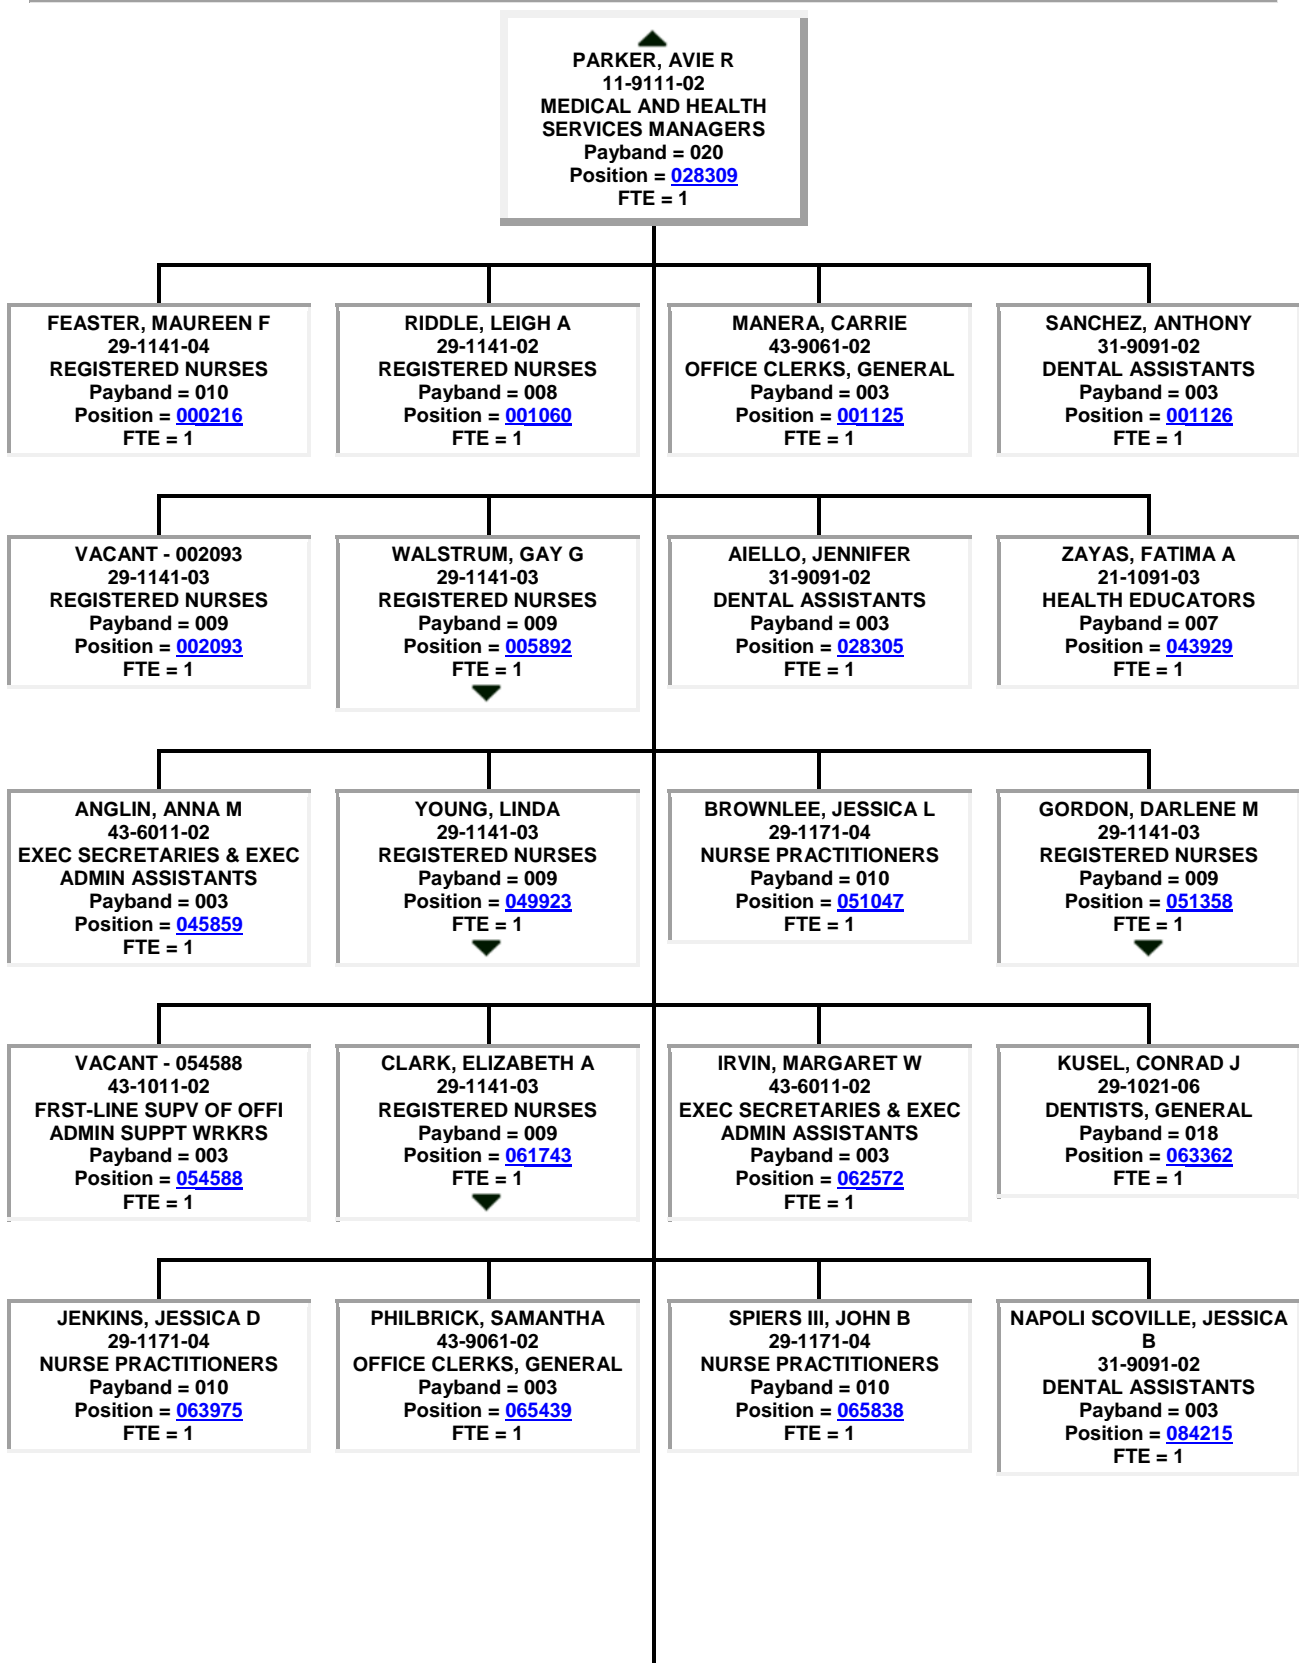 PARKER, AVIE R
11-9111-02
MEDICAL AND HEALTH
SERVICES MANAGERS
Payband = 020
Position = 028309
FTE = 1
FEASTER, MAUREEN F
29-1141-04
REGISTERED NURSES
Payband = 010
Position = 000216
FTE = 1
RIDDLE, LEIGH A
29-1141-02
REGISTERED NURSES
Payband = 008
Position = 001060
FTE = 1
MANERA, CARRIE
43-9061-02
OFFICE CLERKS, GENERAL
Payband = 003
Position = 001125
FTE = 1
SANCHEZ, ANTHONY
31-9091-02
DENTAL ASSISTANTS
Payband = 003
Position = 001126
FTE = 1
VACANT - 002093
29-1141-03
REGISTERED NURSES
Payband = 009
Position = 002093
FTE = 1
WALSTRUM, GAY G
29-1141-03
REGISTERED NURSES
Payband = 009
Position = 005892
FTE = 1
AIELLO, JENNIFER
31-9091-02
DENTAL ASSISTANTS
Payband = 003
Position = 028305
FTE = 1
ZAYAS, FATIMA A
21-1091-03
HEALTH EDUCATORS
Payband = 007
Position = 043929
FTE = 1
ANGLIN, ANNA M
43-6011-02
EXEC SECRETARIES & EXEC
ADMIN ASSISTANTS
Payband = 003
Position = 045859
FTE = 1
YOUNG, LINDA
29-1141-03
REGISTERED NURSES
Payband = 009
Position = 049923
FTE = 1
BROWNLEE, JESSICA L
29-1171-04
NURSE PRACTITIONERS
Payband = 010
Position = 051047
FTE = 1
GORDON, DARLENE M
29-1141-03
REGISTERED NURSES
Payband = 009
Position = 051358
FTE = 1
VACANT - 054588
43-1011-02
FRST-LINE SUPV OF OFFI
ADMIN SUPPT WRKRS
Payband = 003
Position = 054588
FTE = 1
CLARK, ELIZABETH A
29-1141-03
REGISTERED NURSES
Payband = 009
Position = 061743
FTE = 1
IRVIN, MARGARET W
43-6011-02
EXEC SECRETARIES & EXEC
ADMIN ASSISTANTS
Payband = 003
Position = 062572
FTE = 1
KUSEL, CONRAD J
29-1021-06
DENTISTS, GENERAL
Payband = 018
Position = 063362
FTE = 1
JENKINS, JESSICA D
29-1171-04
NURSE PRACTITIONERS
Payband = 010
Position = 063975
FTE = 1
PHILBRICK, SAMANTHA
43-9061-02
OFFICE CLERKS, GENERAL
Payband = 003
Position = 065439
FTE = 1
SPIERS III, JOHN B
29-1171-04
NURSE PRACTITIONERS
Payband = 010
Position = 065838
FTE = 1
NAPOLI SCOVILLE, JESSICA
B
31-9091-02
DENTAL ASSISTANTS
Payband = 003
Position = 084215
FTE = 1